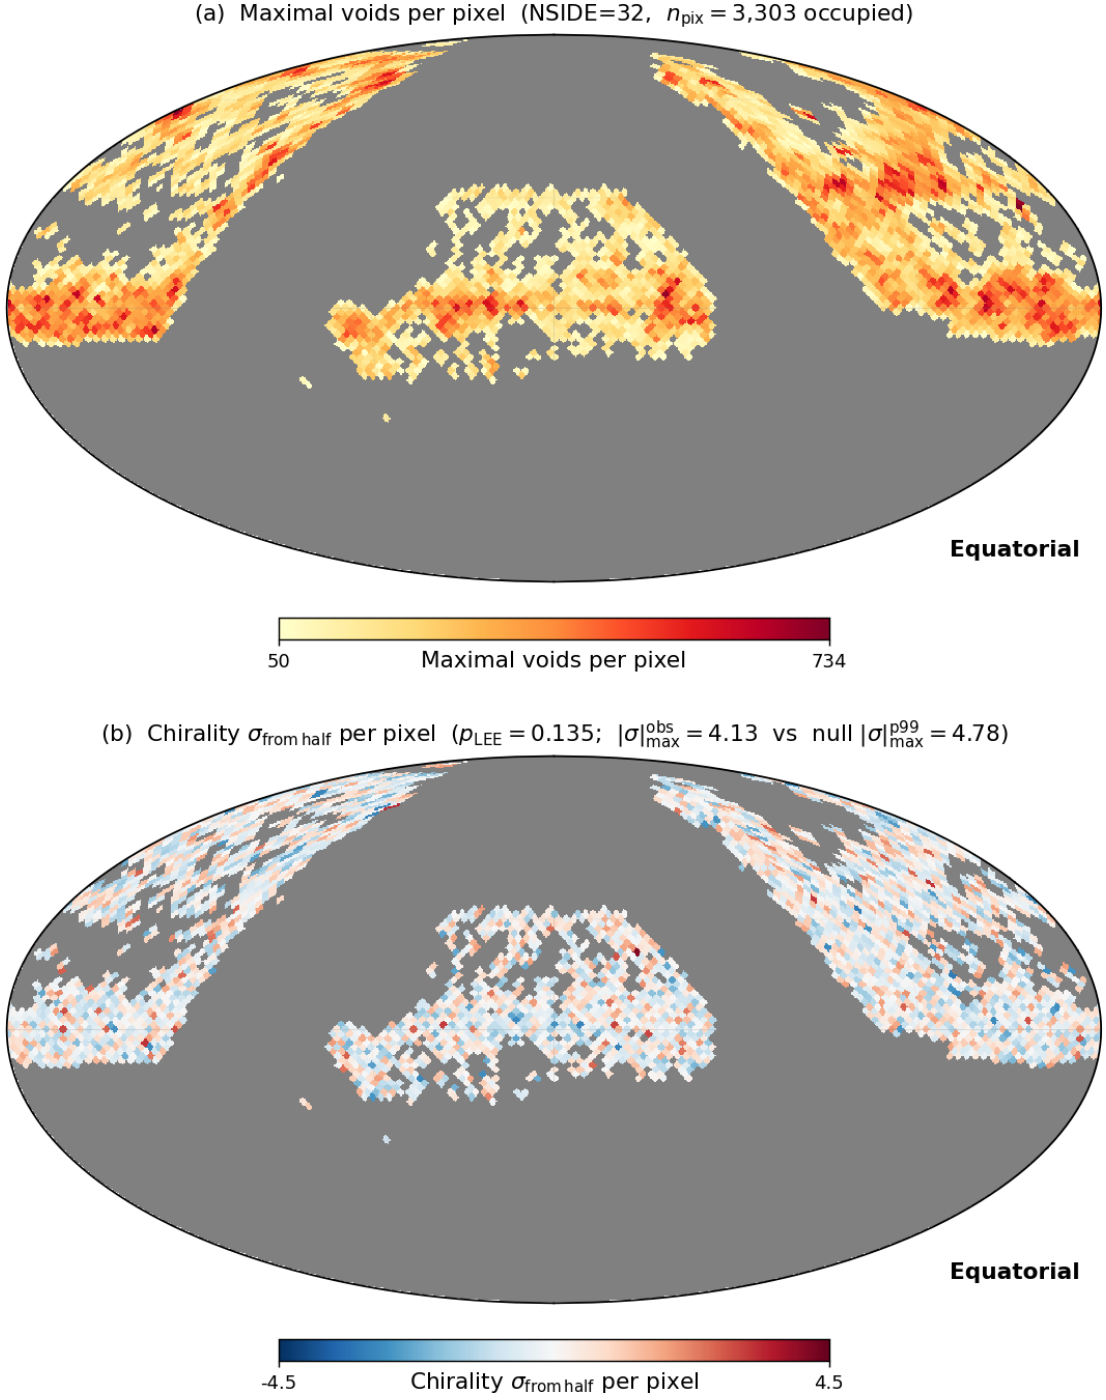 (a) Maximal voids per pixel (NSIDE=32, n_pix = 3,303 occupied)
Equatorial
50 734
Maximal voids per pixel
(b) Chirality σ_from half per pixel (p_LEE = 0.135; |σ|^obs_max = 4.13 vs null |σ|^p99_max = 4.78)
Equatorial
-4.5 4.5
Chirality σ_from half per pixel